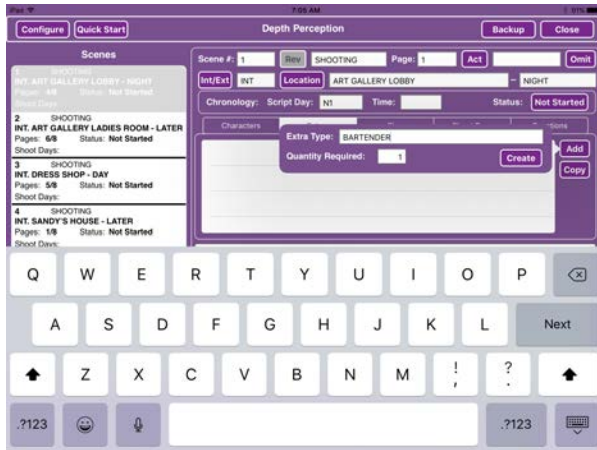 iPad 7:05 AM 91%
Configure Quick Start Depth Perception Backup Close
Scenes
1 SHOOTING
INT. ART GALLERY LOBBY - NIGHT
Pages: 4/8 Status: Not Started
Shoot Days:
2 SHOOTING
INT. ART GALLERY LADIES ROOM - LATER
Pages: 6/8 Status: Not Started
Shoot Days:
3 SHOOTING
INT. DRESS SHOP - DAY
Pages: 5/8 Status: Not Started
Shoot Days:
4 SHOOTING
INT. SANDY'S HOUSE - LATER
Pages: 1/8 Status: Not Started
Shoot Days:
Scene #: 1 Rev SHOOTING Page: 1 Act Omit
Int/Ext INT Location ART GALLERY LOBBY - NIGHT
Chronology: Script Day: N1 Time: Status: Not Started
Characters
Extra Type: BARTENDER
Quantity Required: 1 Create
Add
Copy
Q W E R T Y U I O P
A S D F G H J K L Next
Z X C V B N M ! , ? .
.?123 .?123